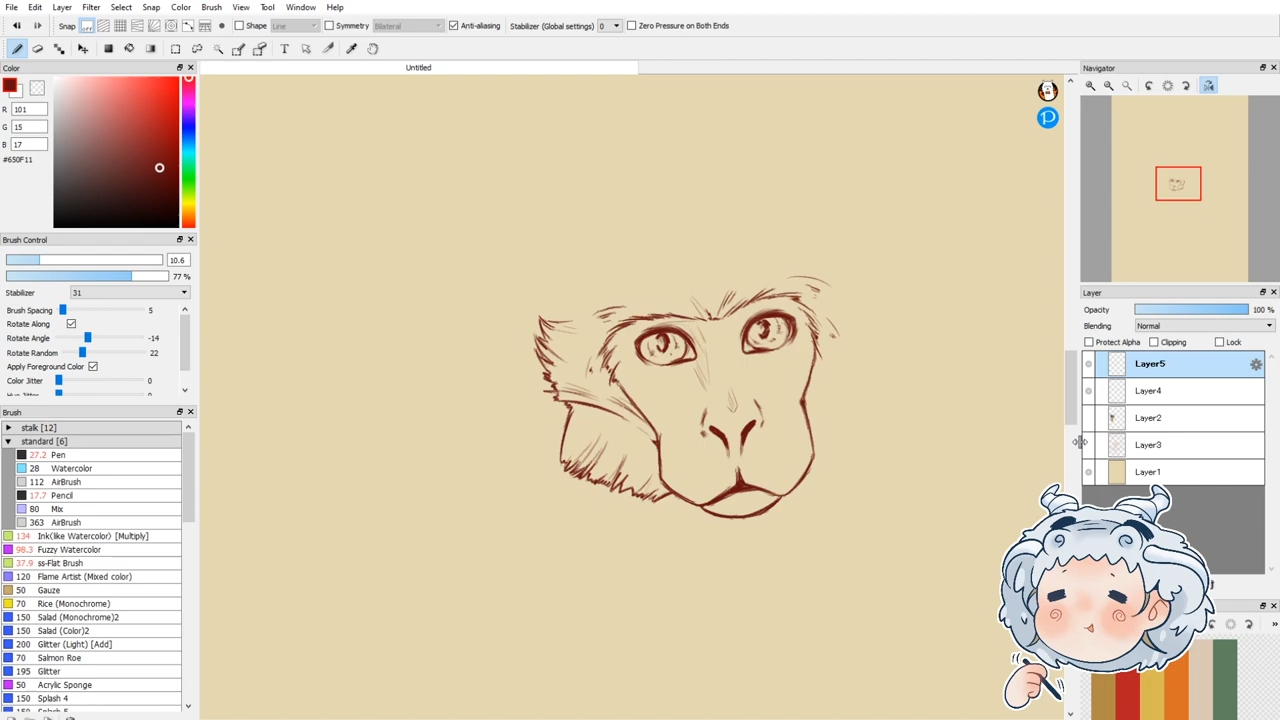 File Edit Layer Filter Select Snap Color Brush View Tool Window Help
Snap off Shape Line Symmetry Bilateral Anti-aliasing Stabilizer (Global settings) 0 Zero Pressure on Both Ends
Color
Untitled
Navigator
R 101
G 15
B 17
#650F11
Brush Control
10.6
77 %
Stabilizer 31
Brush Spacing 5
Rotate Along
Rotate Angle -14
Rotate Random 22
Apply Foreground Color
Color Jitter 0
Brush
stalk [12]
standard [6]
27.2 Pen
28 Watercolor
112 AirBrush
17.7 Pencil
80 Mix
363 AirBrush
134 Ink(like Watercolor) [Multiply]
98.3 Fuzzy Watercolor
37.9 ss-Flat Brush
120 Flame Artist (Mixed color)
50 Gauze
70 Rice (Monochrome)
150 Salad (Monochrome)2
150 Salad (Color)2
200 Glitter (Light) [Add]
70 Salmon Roe
195 Glitter
50 Acrylic Sponge
150 Splash 4
Layer
Opacity 100 %
Blending Normal
Protect Alpha Clipping Lock
Layer5
Layer4
Layer2
Layer3
Layer1